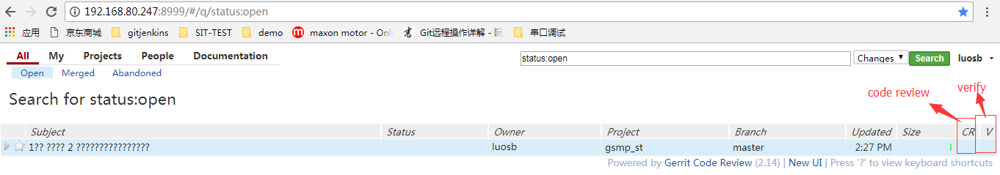 192.168.80.247:8999/#/q/status:open
应用 京东商城 gitjenkins SIT-TEST demo maxon motor - Onli Git远程操作详解 - 阮 串口调试
All My Projects People Documentation status:open Changes Search luosb
Open Merged Abandoned
Search for status:open
code review verify
Subject Status Owner Project Branch Updated Size CR V
1?? ???? 2 ???????????????? luosb gsmp_st master 2:27 PM
Powered by Gerrit Code Review (2.14) | New UI | Press '?' to view keyboard shortcuts